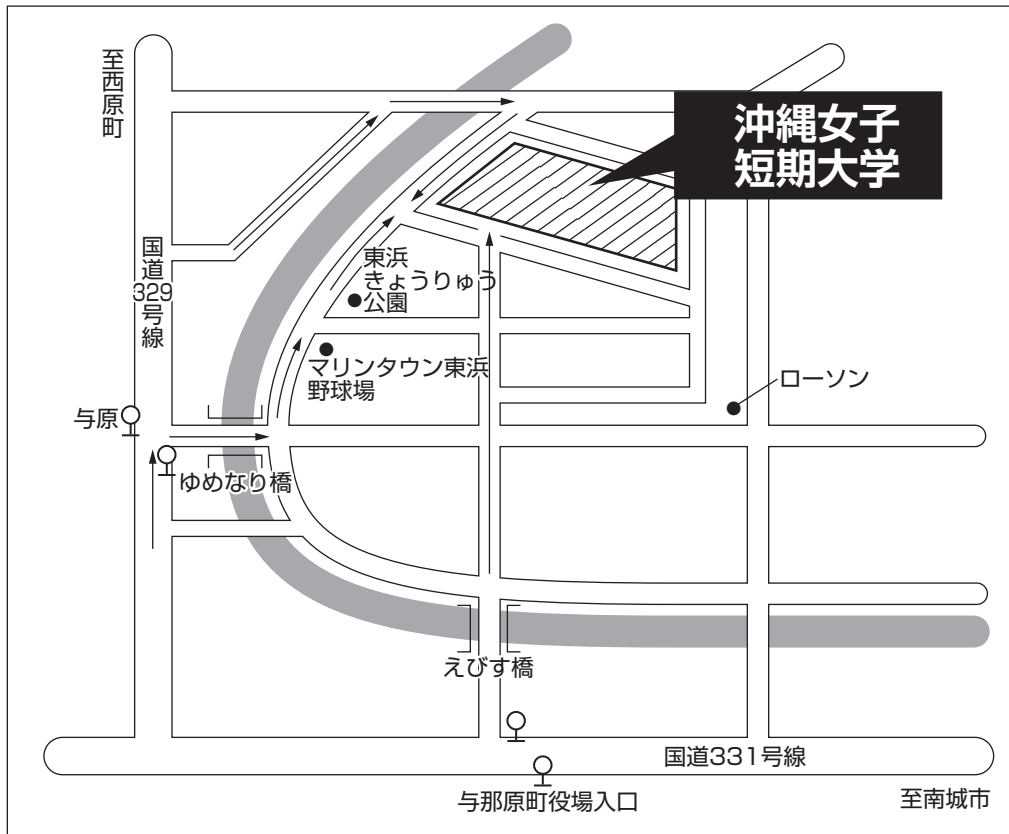 至西原町
沖縄女子
短期大学
国道329号線
東浜
きょうりゅう
公園
マリンタウン東浜
野球場
ローソン
与原
ゆめなり橋
えびす橋
国道331号線
与那原町役場入口
至南城市